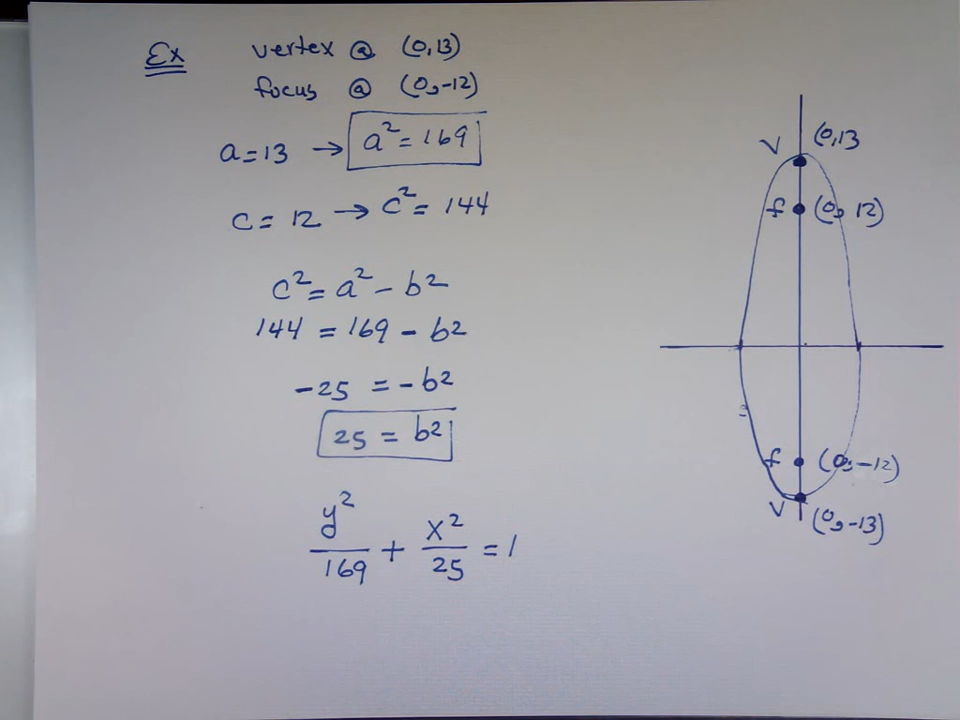 Ex vertex @ (0,13)
focus @ (0,-12)
a=13 → a²=169
c=12 → c²=144
c²=a²-b²
144=169-b²
-25=-b²
25=b²
y²/169 + x²/25 = 1
V (0,13
f (0,12)
f (0,-12)
V (0,-13)